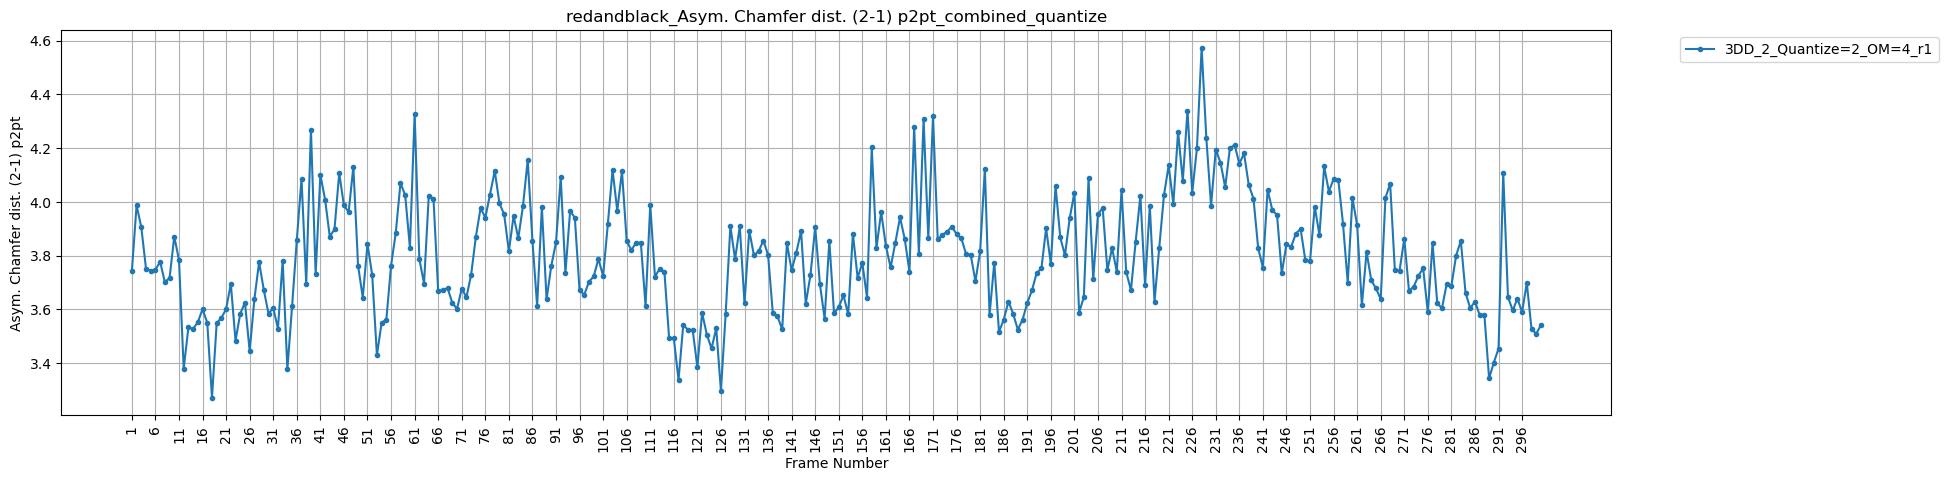 redandblack_Asym. Chamfer dist. (2-1) p2pt_combined_quantize
3DD_2_Quantize=2_OM=4_r1
Asym. Chamfer dist. (2-1) p2pt
4.6
4.4
4.2
4.0
3.8
3.6
3.4
1 6 11 16 21 26 31 36 41 46 51 56 61 66 71 76 81 86 91 96 101 106 111 116 121 126 131 136 141 146 151 156 161 166 171 176 181 186 191 196 201 206 211 216 221 226 231 236 241 246 251 256 261 266 271 276 281 286 291 296
Frame Number